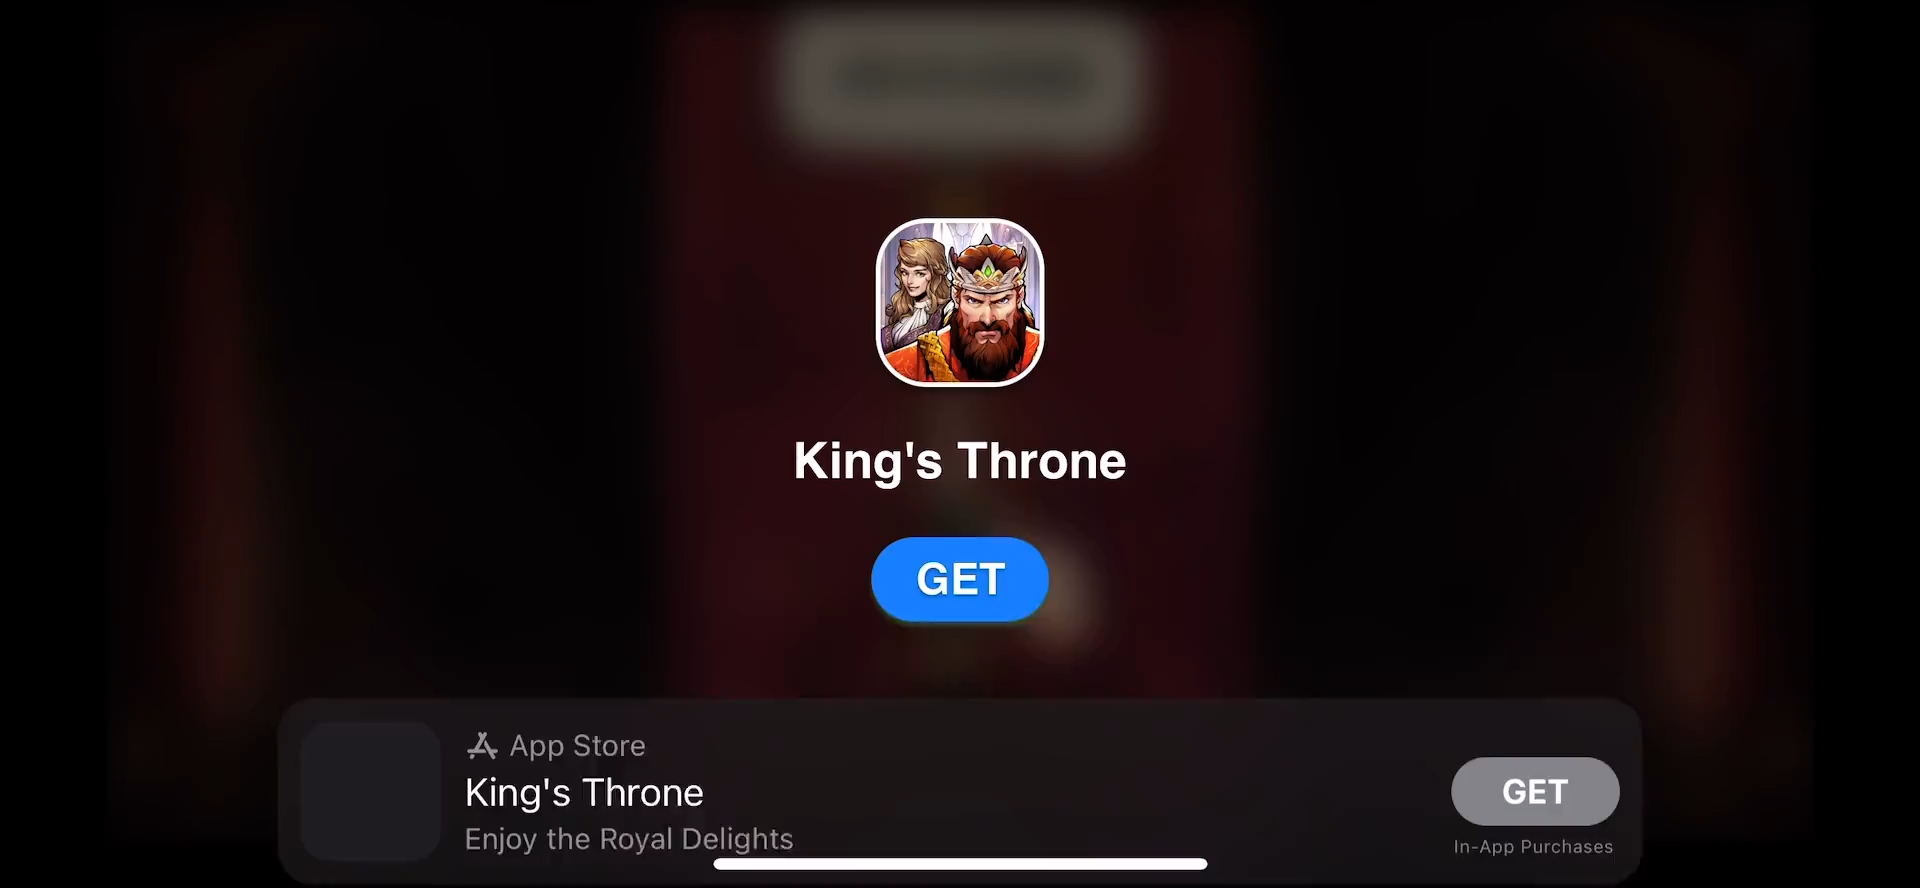 King's Throne
GET
App Store
King's Throne
Enjoy the Royal Delights
GET
In-App Purchases